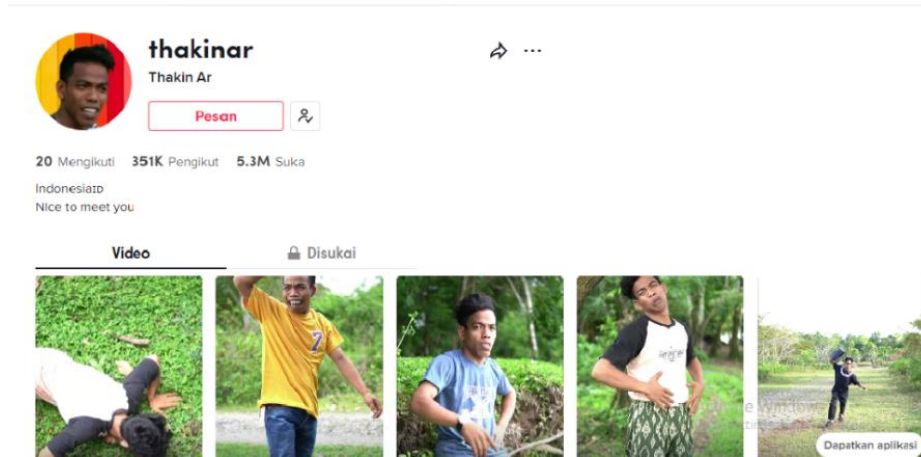 thakinar
Thakin Ar
Pesan
20 Mengikuti 351K Pengikut 5.3M Suka
IndonesiaID
NIce to meet you
Video Disukai
Dapatkan aplikasi